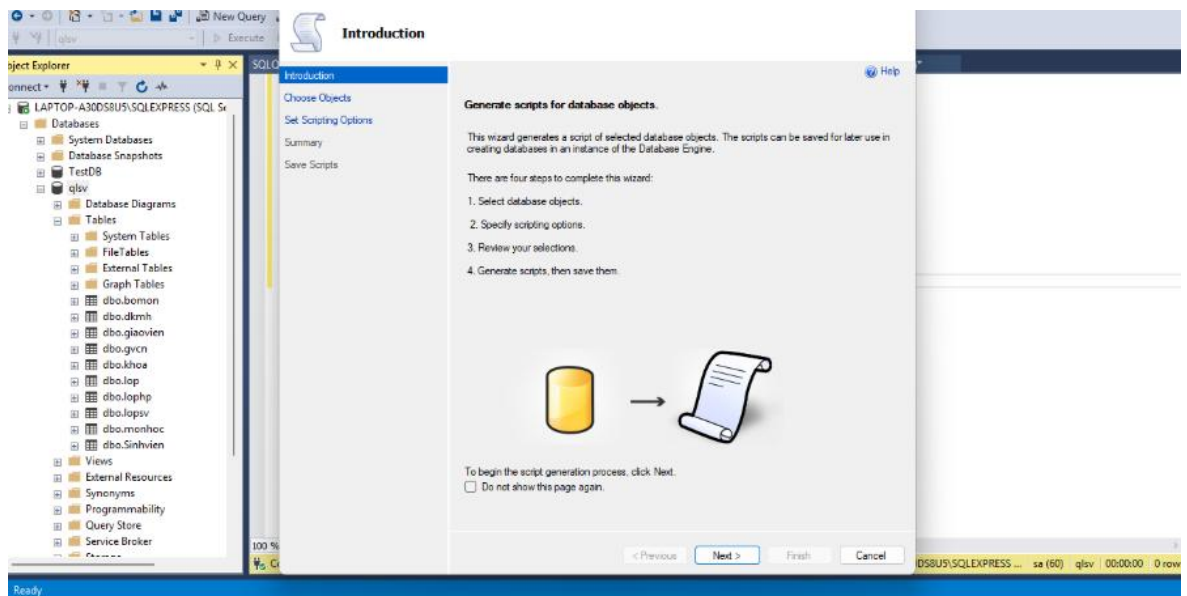 New Query
qlsv
Execute
Introduction
Object Explorer
Connect
LAPTOP-A30DS8U5\SQLEXPRESS (SQL Se
Databases
System Databases
Database Snapshots
TestDB
qlsv
Database Diagrams
Tables
System Tables
FileTables
External Tables
Graph Tables
dbo.bomon
dbo.dkmh
dbo.giaovien
dbo.gvcn
dbo.khoa
dbo.lop
dbo.lophp
dbo.lopsv
dbo.monhoc
dbo.Sinhvien
Views
External Resources
Synonyms
Programmability
Query Store
Service Broker
Introduction
Choose Objects
Set Scripting Options
Summary
Save Scripts
Help
Generate scripts for database objects.
This wizard generates a script of selected database objects. The scripts can be saved for later use in
creating databases in an instance of the Database Engine.
There are four steps to complete this wizard:
1. Select database objects.
2. Specify scripting options.
3. Review your selections.
4. Generate scripts, then save them.
To begin the script generation process, click Next.
Do not show this page again.
< Previous
Next >
Finish
Cancel
100 %
DS8U5\SQLEXPRESS ... sa (60) qlsv 00:00:00 0 row
Ready